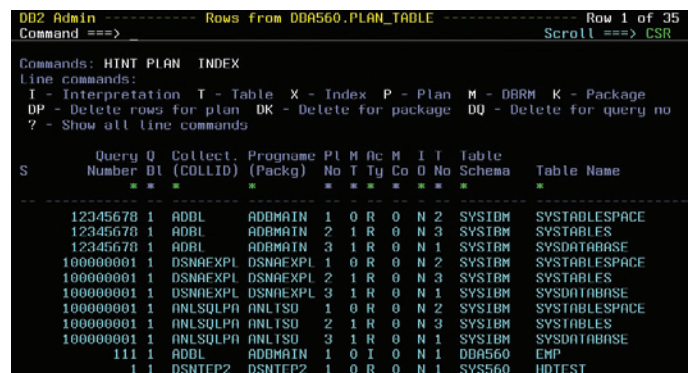 DB2 Admin ----------- Rows from DBA560.PLAN_TABLE ---------------- Row 1 of 35
Command ===> _ Scroll ===> CSR
Commands: HINT PLAN INDEX
Line commands:
I - Interpretation T - Table X - Index P - Plan M - DBRM K - Package
DP - Delete rows for plan DK - Delete for package DQ - Delete for query no
? - Show all line commands
Query Q Collect. Progname Pl M Ac M I T Table
S Number Bl (COLLID) (Packg) No T Ty Co O No Schema Table Name
* * * * * * * * * * * *
-- --------- -- -------- -------- -- - -- -- - -- -------- ------------------
12345678 1 ADBL ADBMAIN 1 0 R 0 N 2 SYSIBM SYSTABLESPACE
12345678 1 ADBL ADBMAIN 2 1 R 0 N 3 SYSIBM SYSTABLES
12345678 1 ADBL ADBMAIN 3 1 R 0 N 1 SYSIBM SYSDATABASE
100000001 1 DSNAEXPL DSNAEXPL 1 0 R 0 N 2 SYSIBM SYSTABLESPACE
100000001 1 DSNAEXPL DSNAEXPL 2 1 R 0 N 3 SYSIBM SYSTABLES
100000001 1 DSNAEXPL DSNAEXPL 3 1 R 0 N 1 SYSIBM SYSDATABASE
100000001 1 ANLSQLPA ANLTSO 1 0 R 0 N 2 SYSIBM SYSTABLESPACE
100000001 1 ANLSQLPA ANLTSO 2 1 R 0 N 3 SYSIBM SYSTABLES
100000001 1 ANLSQLPA ANLTSO 3 1 R 0 N 1 SYSIBM SYSDATABASE
111 1 ADBL ADDMAIN 1 0 I 0 N 1 DBA560 EMP
1 1 DSNTEP2 DSNTEP2 1 0 R 0 N 1 SYS560 HDTEST